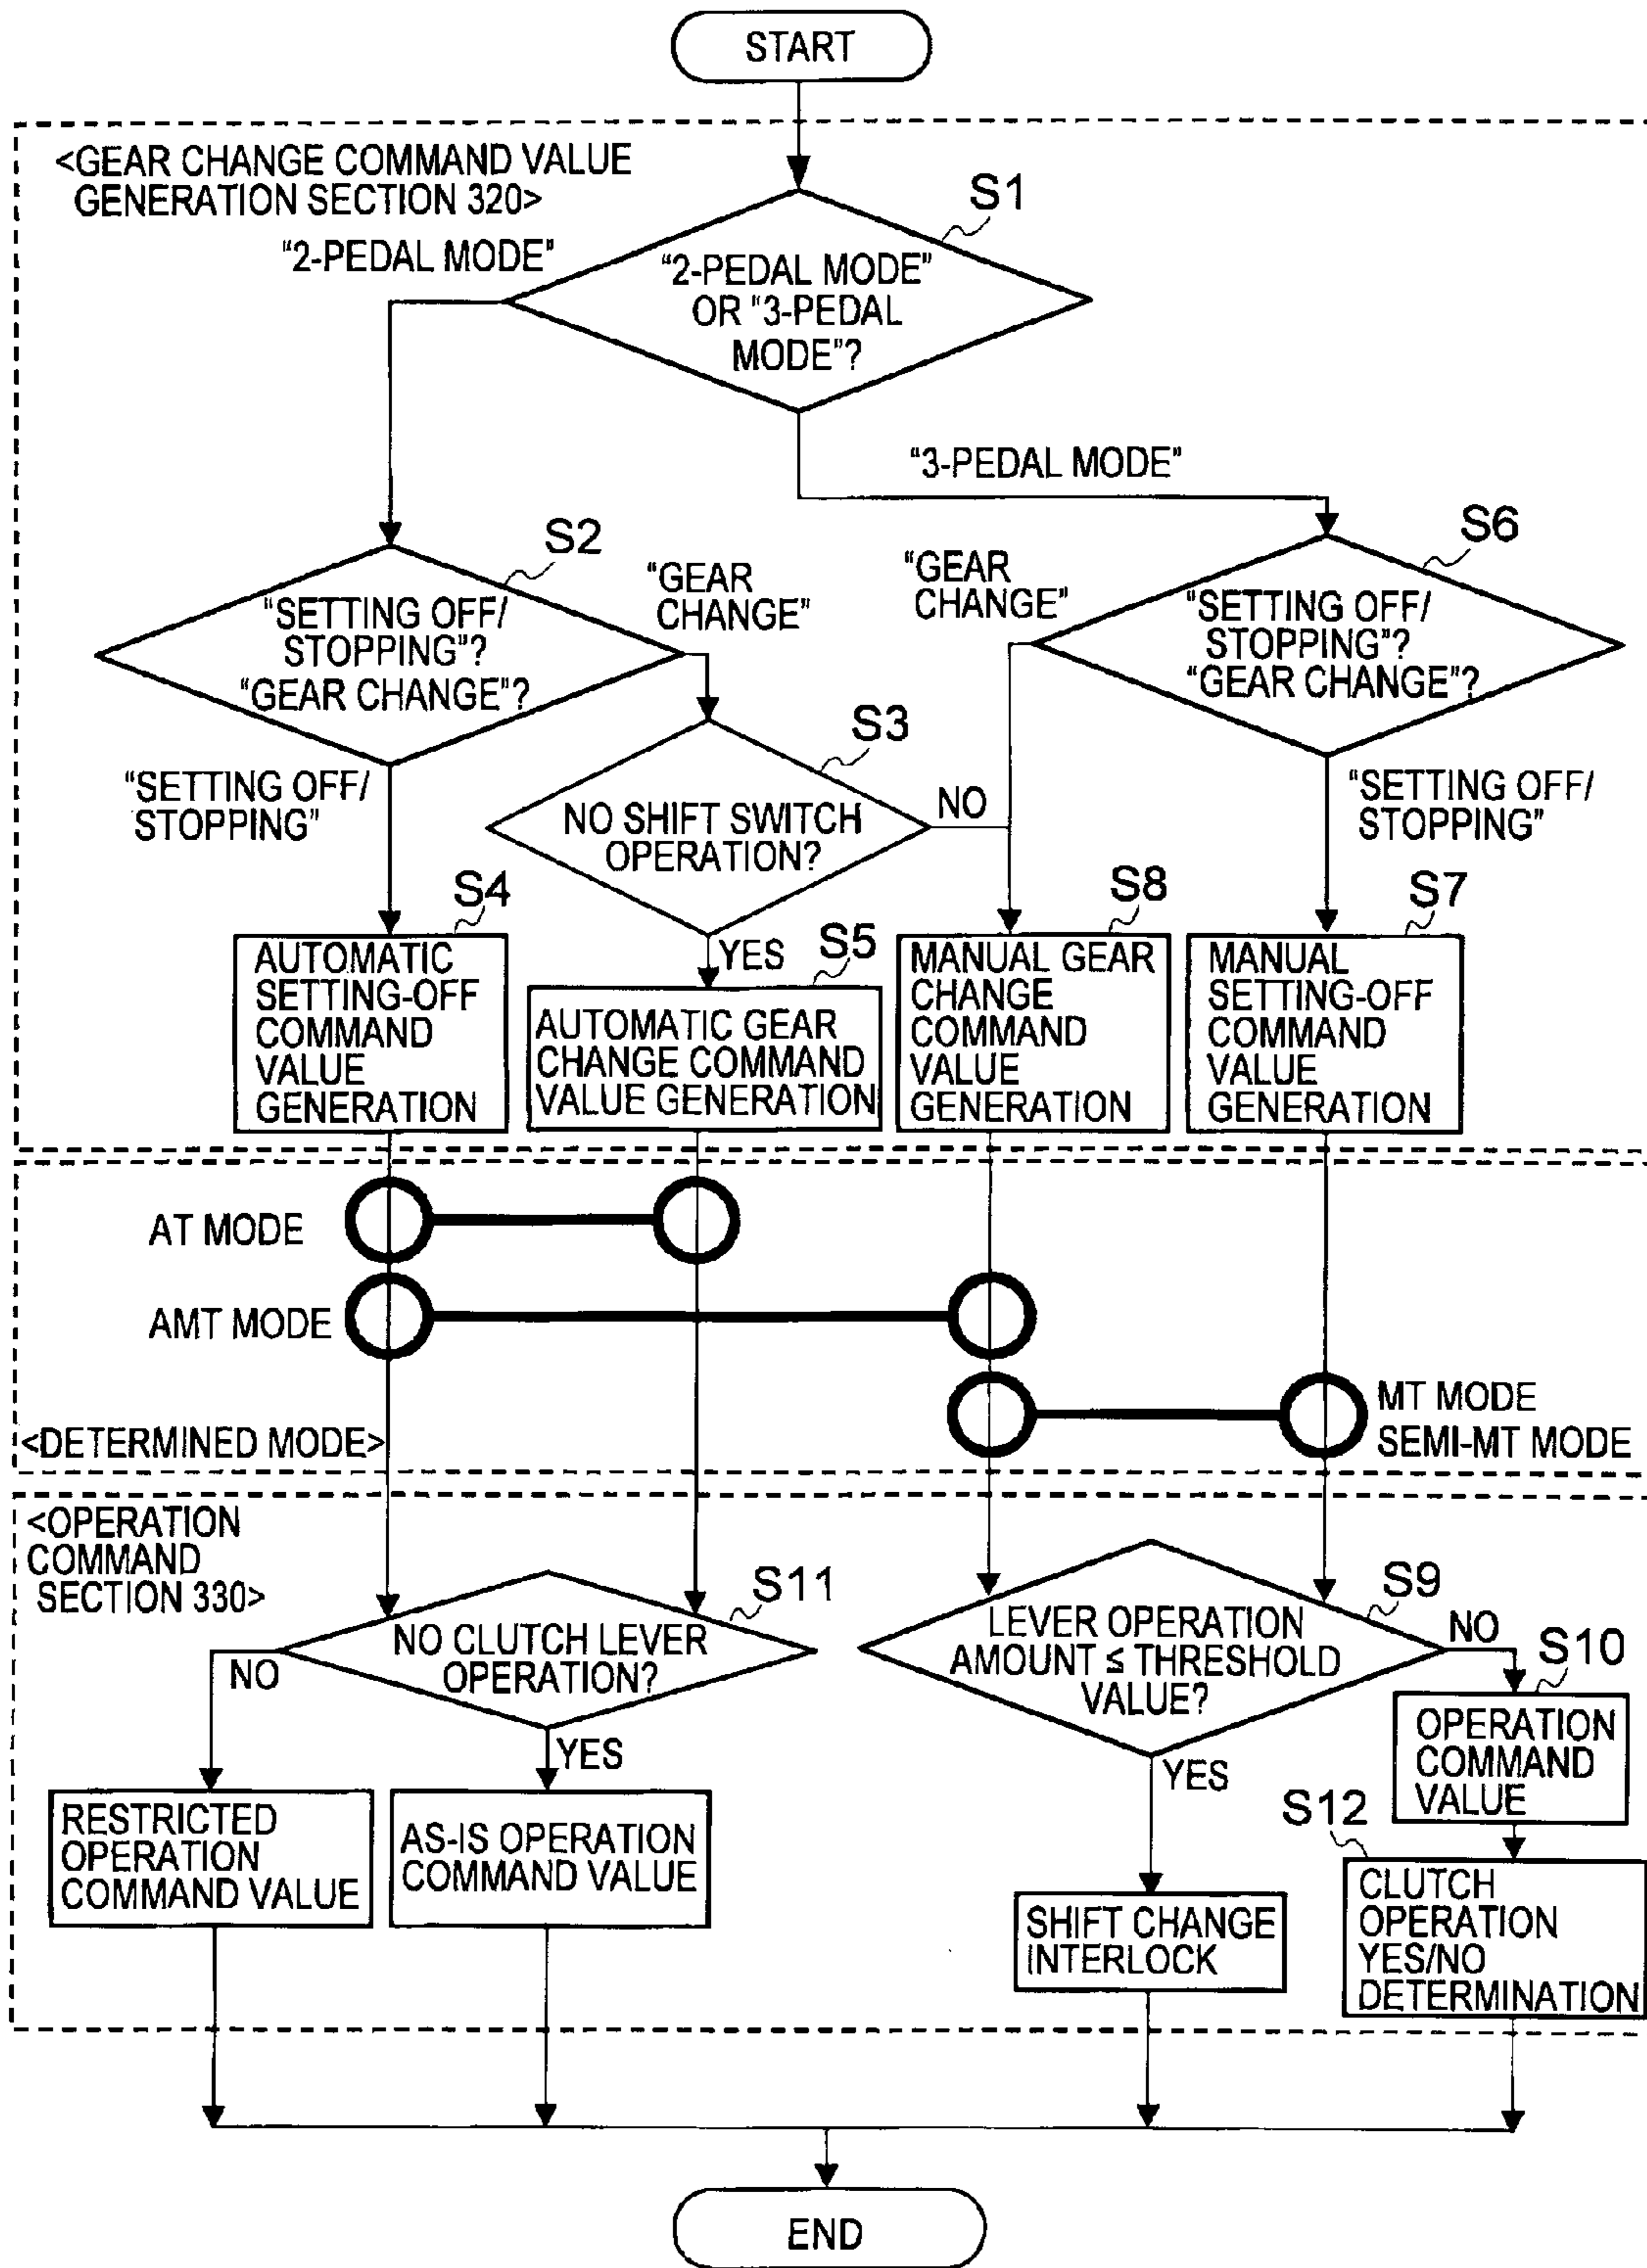 START
<GEAR CHANGE COMMAND VALUE
GENERATION SECTION 320>
S1
"2-PEDAL MODE"
"2-PEDAL MODE"
OR "3-PEDAL
MODE"?
"3-PEDAL MODE"
S2
"SETTING OFF/
STOPPING"?
"GEAR CHANGE"?
"GEAR
CHANGE"
"GEAR
CHANGE"
S6
"SETTING OFF/
STOPPING"?
"GEAR CHANGE"?
"SETTING OFF/
STOPPING"
S3
NO SHIFT SWITCH
OPERATION?
NO
"SETTING OFF/
STOPPING"
S4
AUTOMATIC
SETTING-OFF
COMMAND
VALUE
GENERATION
YES
S5
AUTOMATIC GEAR
CHANGE COMMAND
VALUE GENERATION
S8
MANUAL GEAR
CHANGE
COMMAND
VALUE
GENERATION
S7
MANUAL
SETTING-OFF
COMMAND
VALUE
GENERATION
AT MODE
AMT MODE
MT MODE
SEMI-MT MODE
<DETERMINED MODE>
<OPERATION
COMMAND
SECTION 330>
S11
NO CLUTCH LEVER
OPERATION?
NO
YES
S9
LEVER OPERATION
AMOUNT ≤ THRESHOLD
VALUE?
NO
YES
S10
OPERATION
COMMAND
VALUE
RESTRICTED
OPERATION
COMMAND VALUE
AS-IS OPERATION
COMMAND VALUE
SHIFT CHANGE
INTERLOCK
S12
CLUTCH
OPERATION
YES/NO
DETERMINATION
END